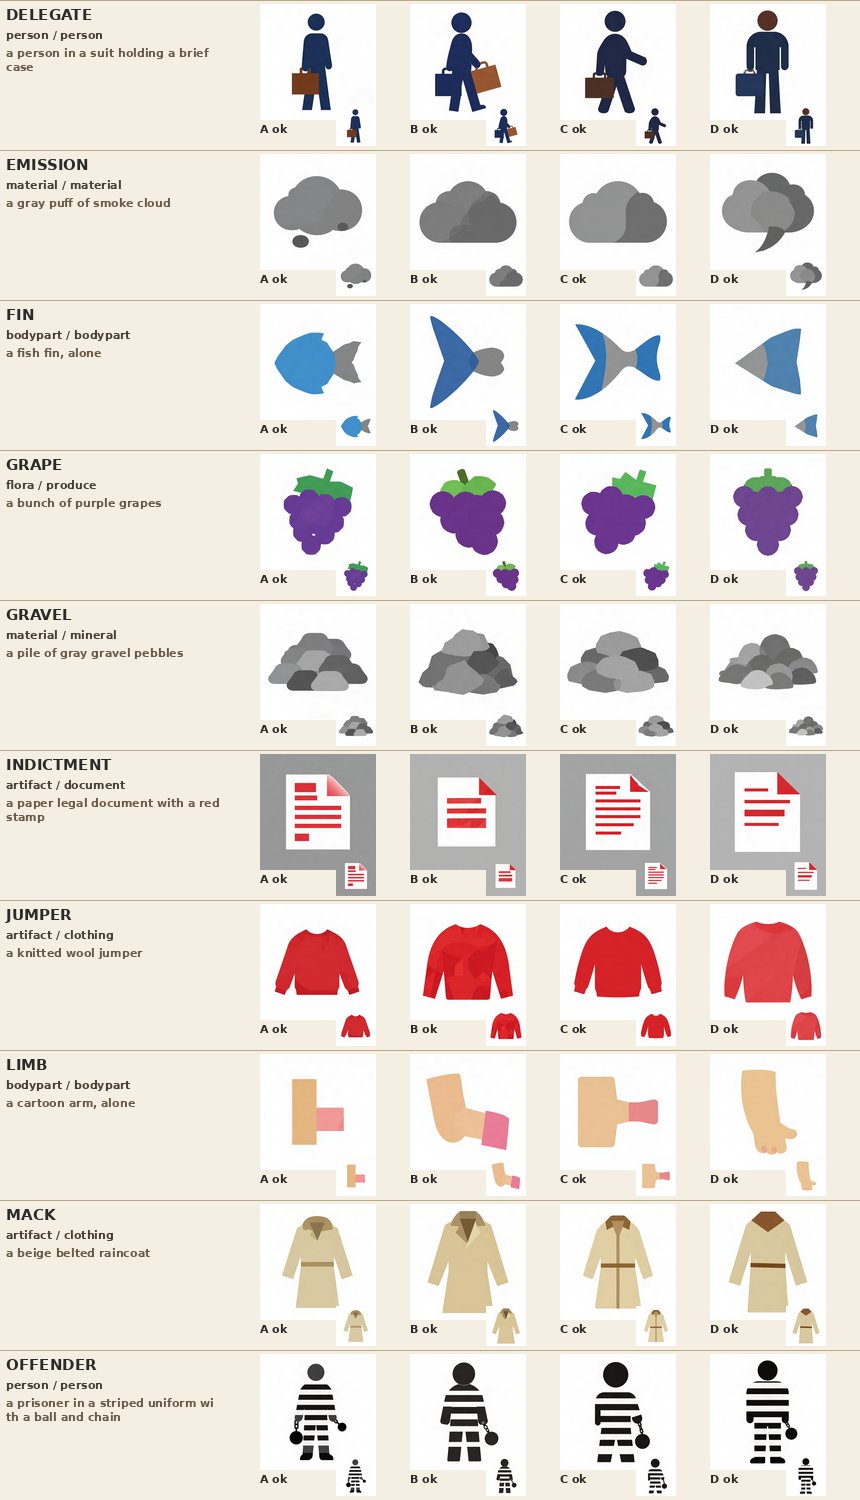 DELEGATE
person / person
a person in a suit holding a brief
case
A ok
B ok
C ok
D ok
EMISSION
material / material
a gray puff of smoke cloud
A ok
B ok
C ok
D ok
FIN
bodypart / bodypart
a fish fin, alone
A ok
B ok
C ok
D ok
GRAPE
flora / produce
a bunch of purple grapes
A ok
B ok
C ok
D ok
GRAVEL
material / mineral
a pile of gray gravel pebbles
A ok
B ok
C ok
D ok
INDICTMENT
artifact / document
a paper legal document with a red
stamp
A ok
B ok
C ok
D ok
JUMPER
artifact / clothing
a knitted wool jumper
A ok
B ok
C ok
D ok
LIMB
bodypart / bodypart
a cartoon arm, alone
A ok
B ok
C ok
D ok
MACK
artifact / clothing
a beige belted raincoat
A ok
B ok
C ok
D ok
OFFENDER
person / person
a prisoner in a striped uniform wi
th a ball and chain
A ok
B ok
C ok
D ok